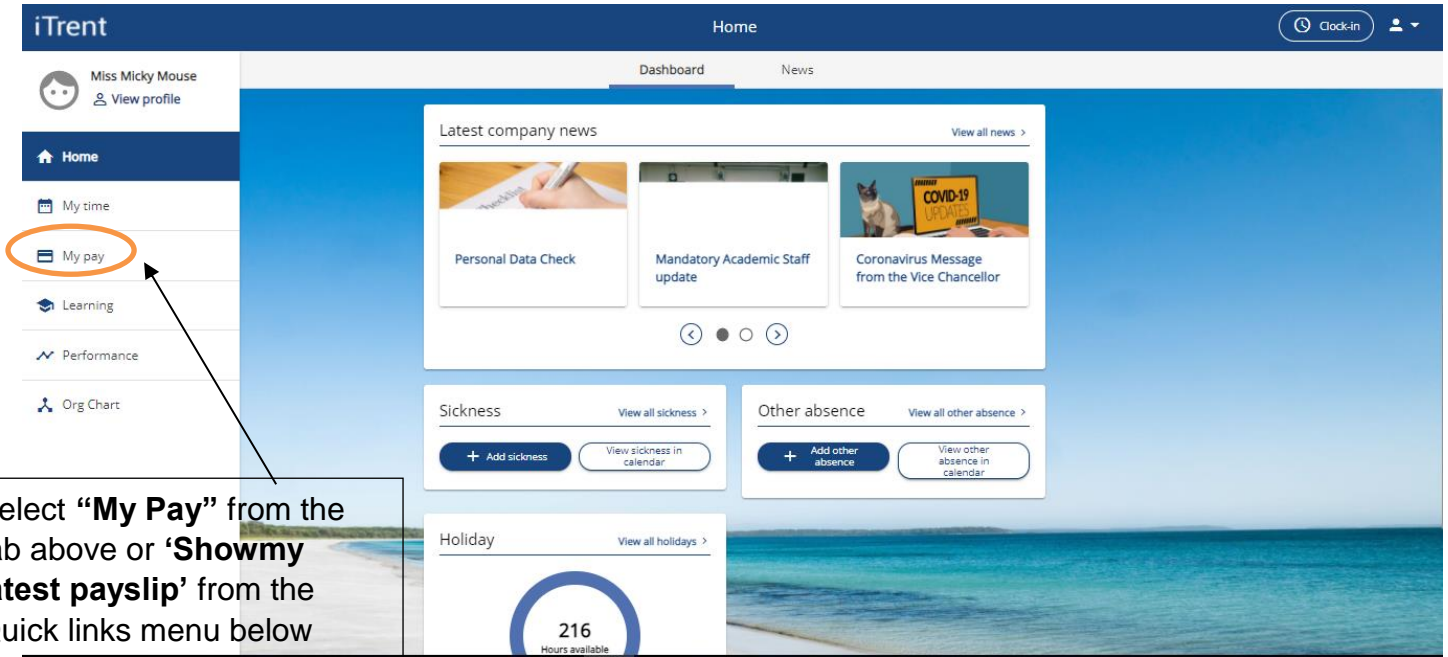 iTrent
Home
Clock-in
Miss Micky Mouse
View profile
Dashboard
News
Home
My time
My pay
Learning
Performance
Org Chart
Latest company news
View all news >
Checklist
COVID-19
UPDATES
Personal Data Check
Mandatory Academic Staff
update
Coronavirus Message
from the Vice Chancellor
Sickness
View all sickness >
+ Add sickness
View sickness in
calendar
Other absence
View all other absence >
+ Add other
absence
View other
absence in
calendar
Holiday
View all holidays >
216
Hours available
elect “My Pay” from the
ab above or ‘Showmy
atest payslip’ from the
uick links menu below